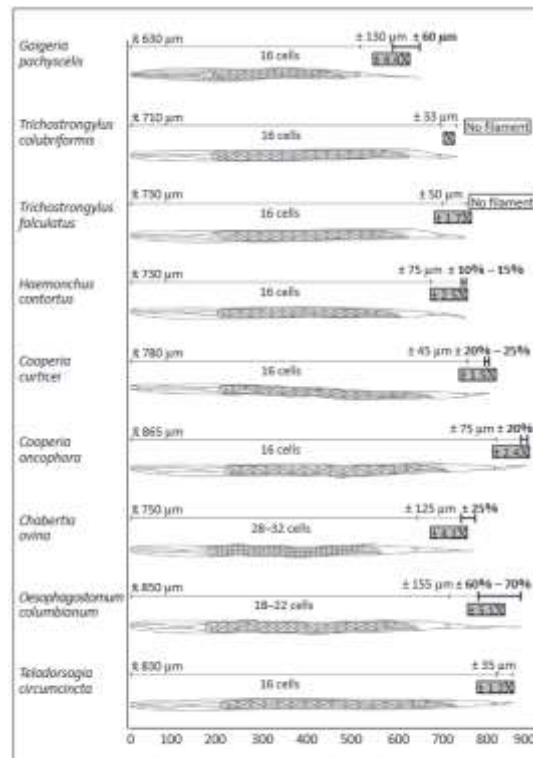 Gaigeria
pachyscelis
x̄ 630 µm
± 130 µm ± 60 µm
16 cells
Trichostrongylus
colubriformis
x̄ 710 µm
± 33 µm
No filament
16 cells
Trichostrongylus
falculatus
x̄ 730 µm
± 50 µm
No filament
16 cells
Haemonchus
contortus
x̄ 730 µm
± 75 µm ± 10% – 15%
16 cells
Cooperia
curticei
x̄ 780 µm
± 45 µm ± 20% – 25%
16 cells
Cooperia
oncophora
x̄ 865 µm
± 75 µm ± 20%
16 cells
Chabertia
ovina
x̄ 750 µm
± 125 µm ± 25%
28–32 cells
Oesophagostomum
columbianum
x̄ 850 µm
± 155 µm ± 60% – 70%
18–22 cells
Teladorsagia
circumcincta
x̄ 830 µm
± 35 µm
16 cells
0 100 200 300 400 500 600 700 800 900